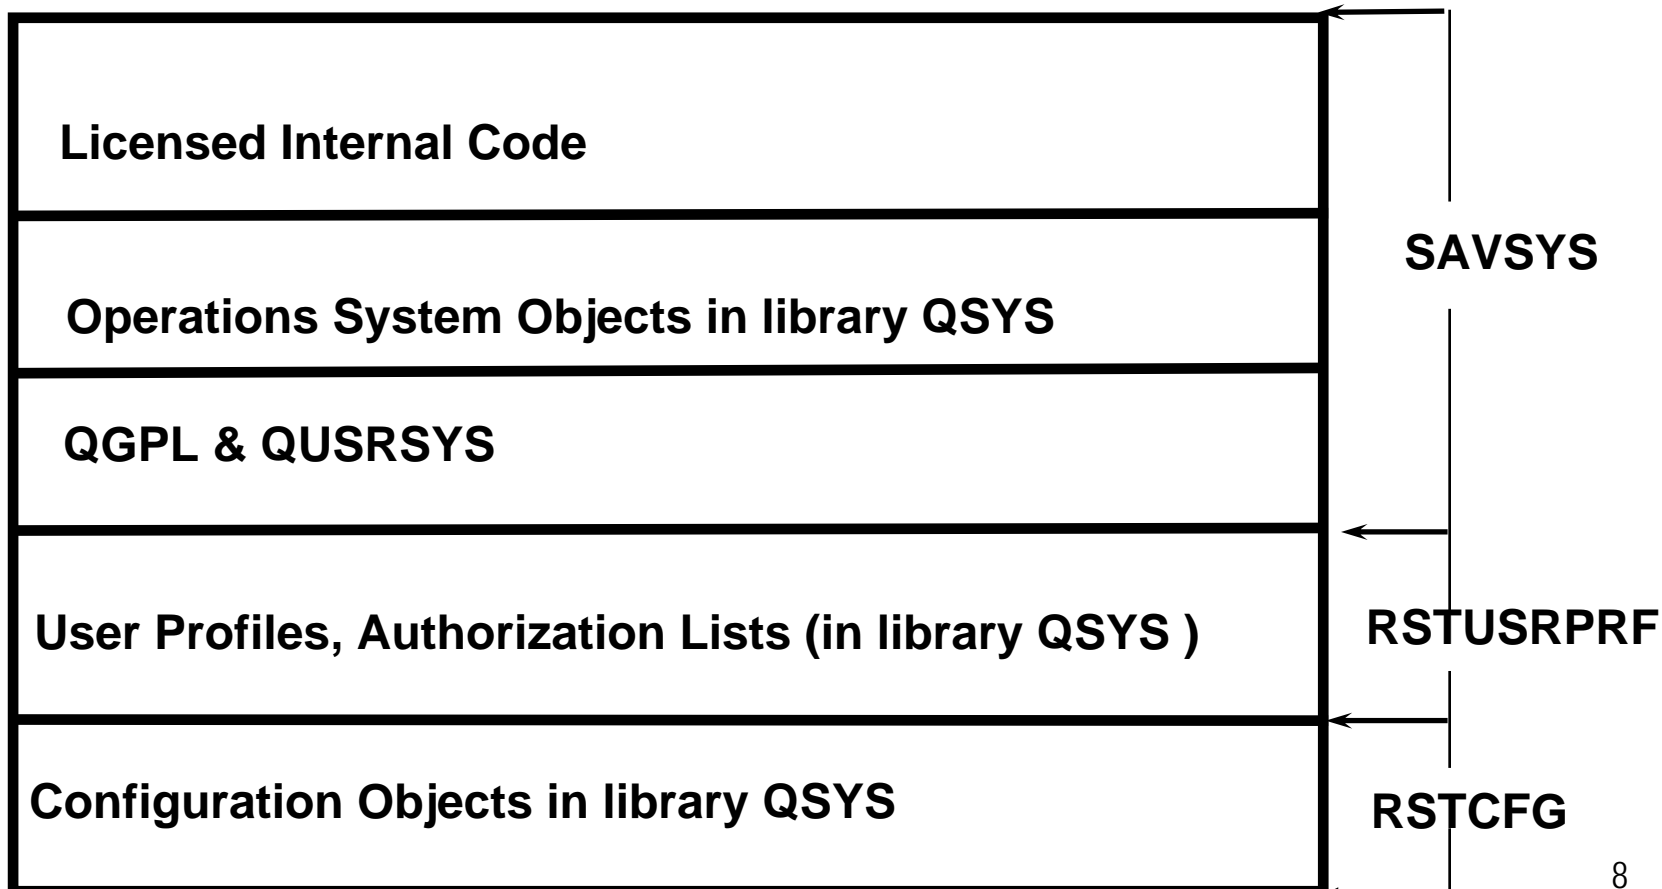 Licensed Internal Code
SAVSYS
Operations System Objects in library QSYS
QGPL & QUSRSYS
User Profiles, Authorization Lists (in library QSYS )
RSTUSRPRF
Configuration Objects in library QSYS
RSTCFG
8